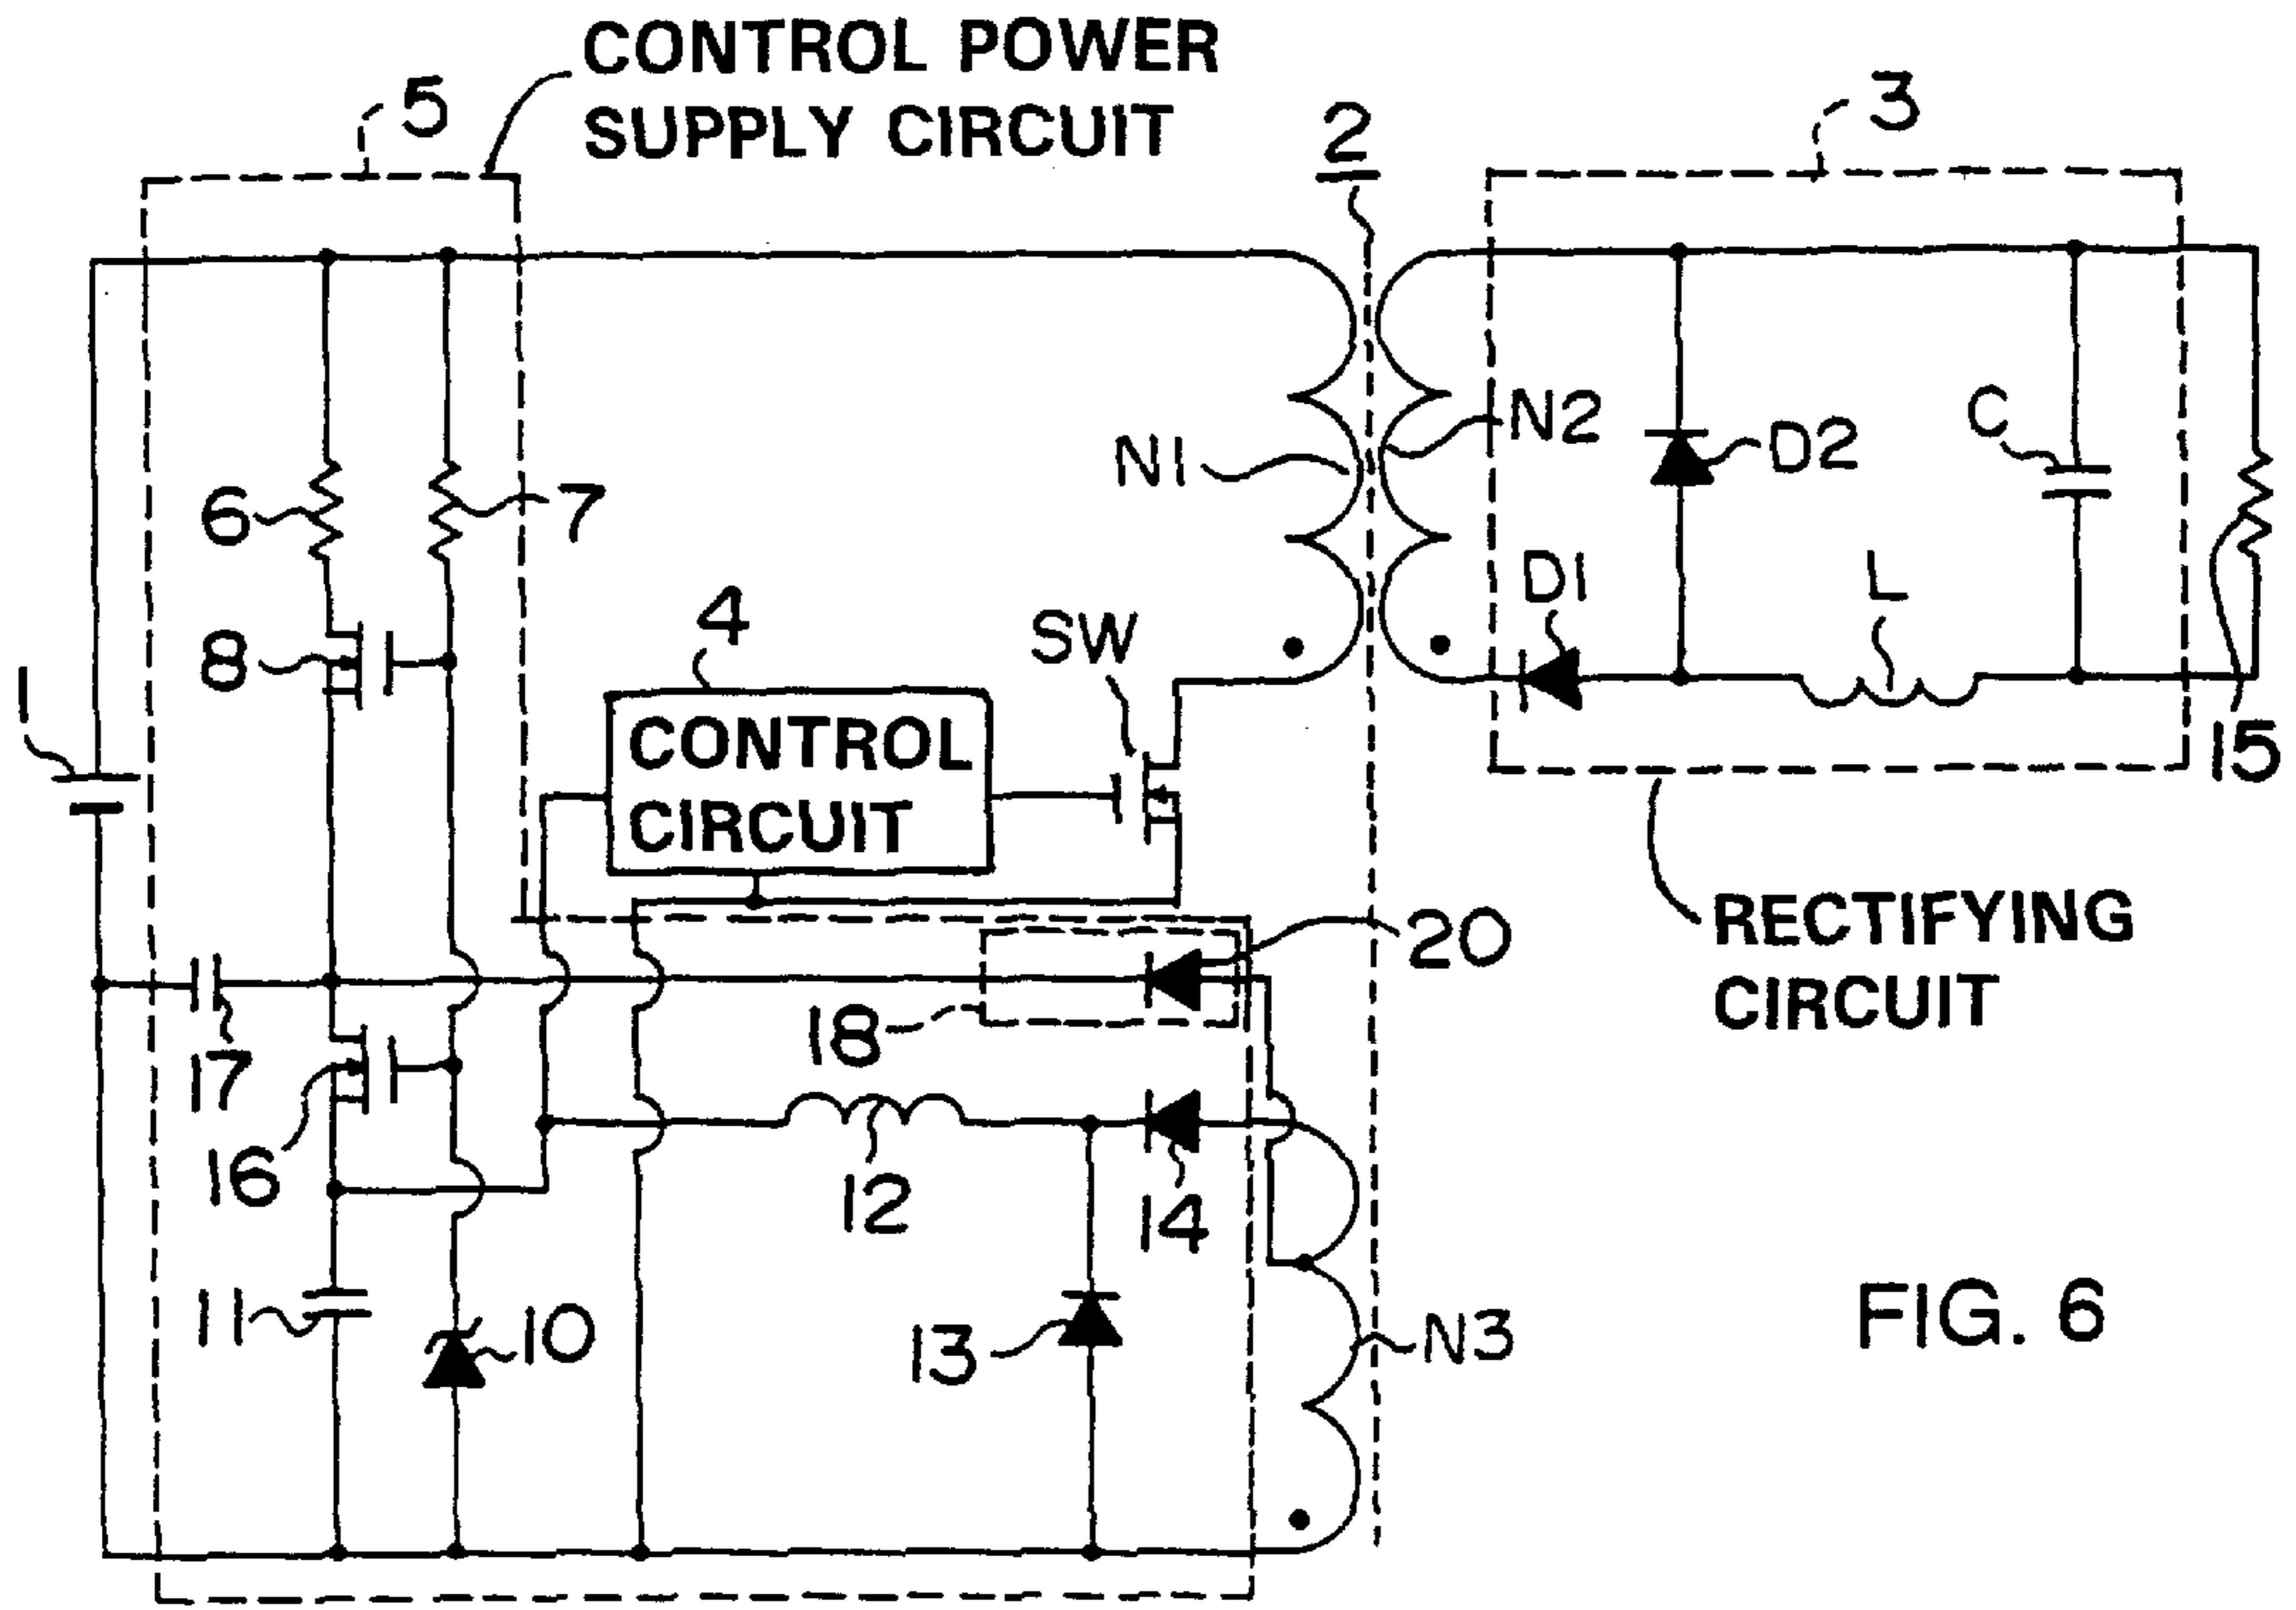 CONTROL POWER
SUPPLY CIRCUIT
5
2
3
6
7
N1
N2
D2
C
D1
L
8
4
SW
1
CONTROL
CIRCUIT
15
RECTIFYING
CIRCUIT
20
18
17
16
12
14
11
10
13
N3
FIG. 6